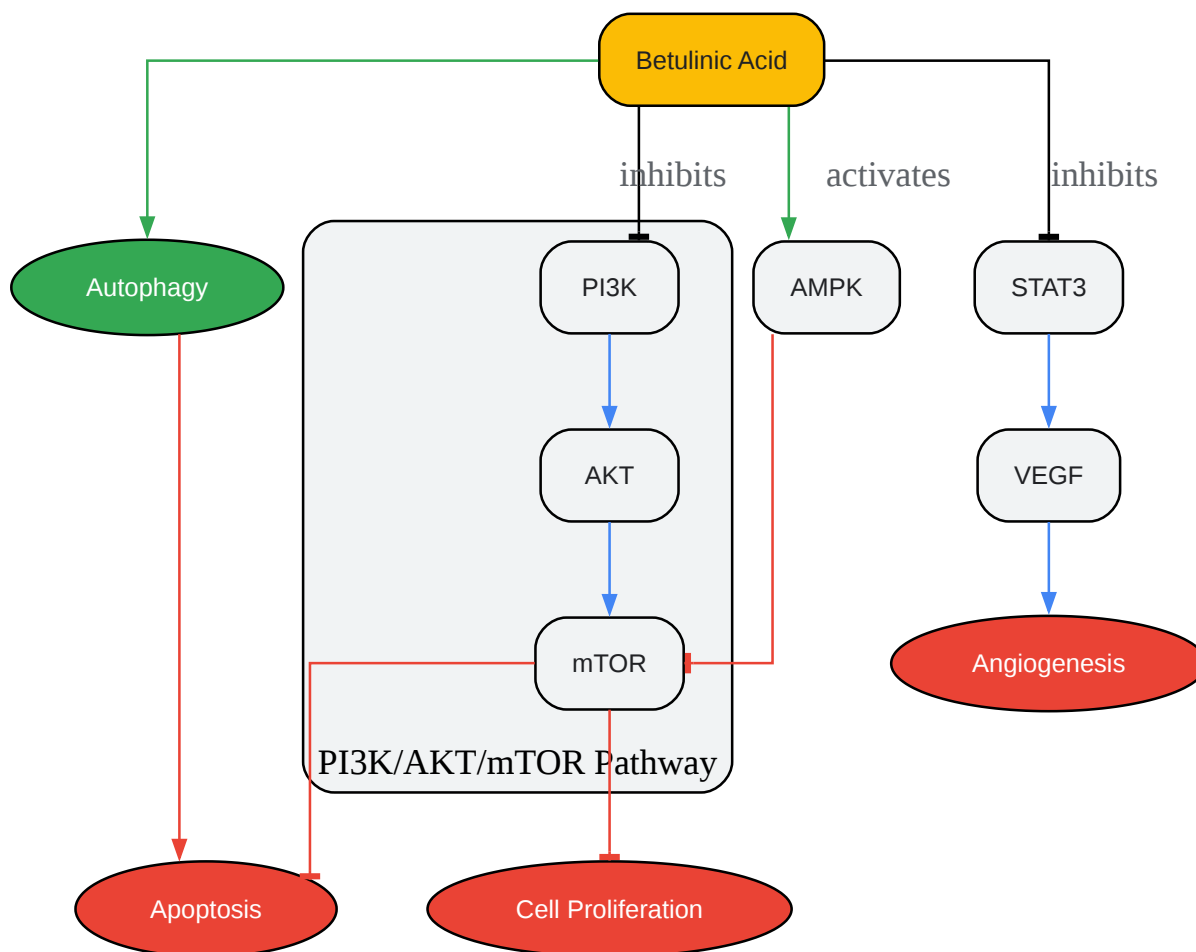 Betulinic Acid
inhibits
activates
inhibits
Autophagy
PI3K
AMPK
STAT3
AKT
VEGF
mTOR
Angiogenesis
PI3K/AKT/mTOR Pathway
Apoptosis
Cell Proliferation